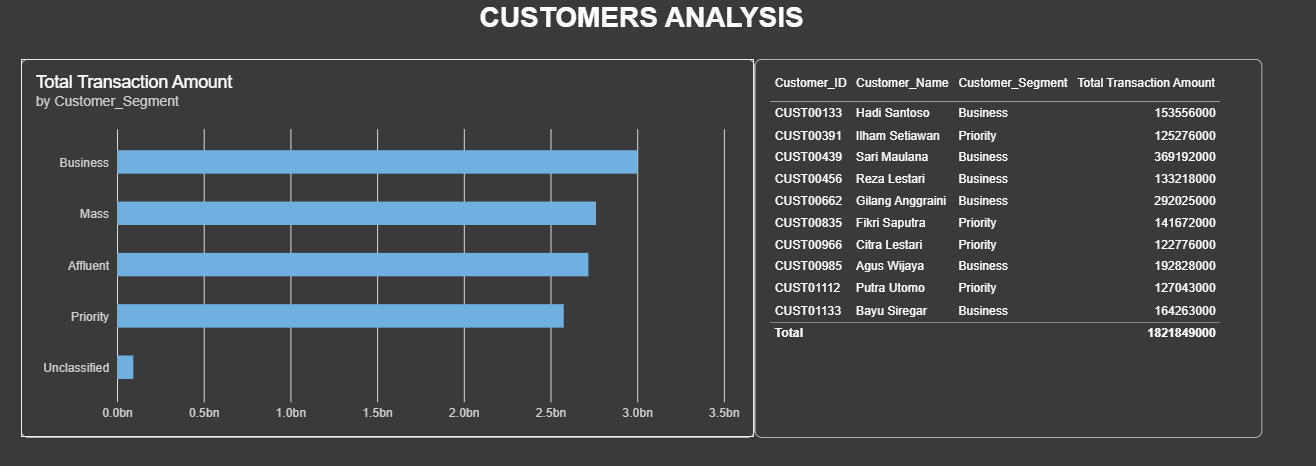 CUSTOMERS ANALYSIS
Total Transaction Amount
by Customer_Segment
Business
Mass
Affluent
Priority
Unclassified
0.0bn 0.5bn 1.0bn 1.5bn 2.0bn 2.5bn 3.0bn 3.5bn
Customer_ID Customer_Name Customer_Segment Total Transaction Amount
CUST00133 Hadi Santoso Business 153556000
CUST00391 Ilham Setiawan Priority 125276000
CUST00439 Sari Maulana Business 369192000
CUST00456 Reza Lestari Business 133218000
CUST00662 Gilang Anggraini Business 292025000
CUST00835 Fikri Saputra Priority 141672000
CUST00966 Citra Lestari Priority 122776000
CUST00985 Agus Wijaya Business 192828000
CUST01112 Putra Utomo Priority 127043000
CUST01133 Bayu Siregar Business 164263000
Total 1821849000